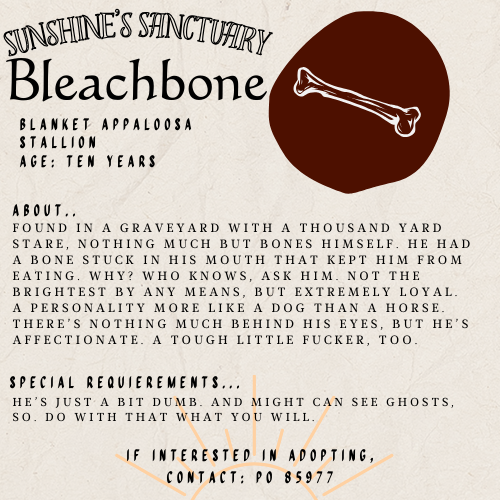 SUNSHINE'S SANCTUARY
Bleachbone
BLANKET APPALOOSA
STALLION
AGE: TEN YEARS
ABOUT..
FOUND IN A GRAVEYARD WITH A THOUSAND YARD
STARE, NOTHING MUCH BUT BONES HIMSELF. HE HAD
A BONE STUCK IN HIS MOUTH THAT KEPT HIM FROM
EATING. WHY? WHO KNOWS, ASK HIM. NOT THE
BRIGHTEST BY ANY MEANS, BUT EXTREMELY LOYAL.
A PERSONALITY MORE LIKE A DOG THAN A HORSE.
THERE'S NOTHING MUCH BEHIND HIS EYES, BUT HE'S
AFFECTIONATE. A TOUGH LITTLE FUCKER, TOO.
SPECIAL REQUIEREMENTS...
HE'S JUST A BIT DUMB. AND MIGHT CAN SEE GHOSTS,
SO. DO WITH THAT WHAT YOU WILL.
IF INTERESTED IN ADOPTING,
CONTACT: PO 85977